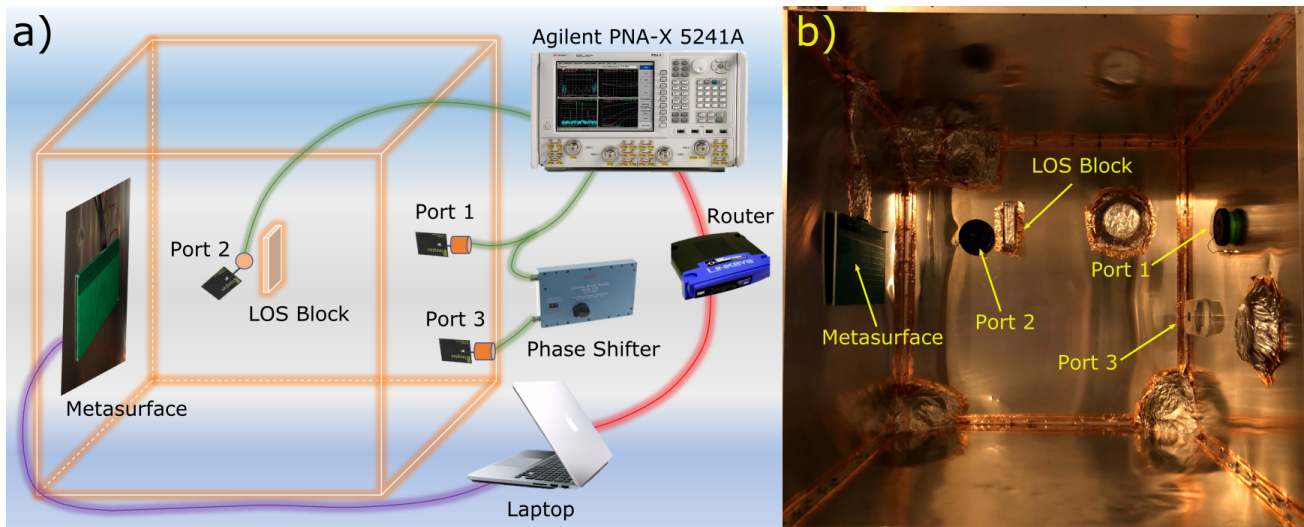 a)
Agilent PNA-X 5241A
Port 1
Port 2
Router
LINKSYS
LOS Block
Port 3
Phase Shifter
Metasurface
Laptop
b)
LOS Block
Port 1
Port 2
Metasurface
Port 3